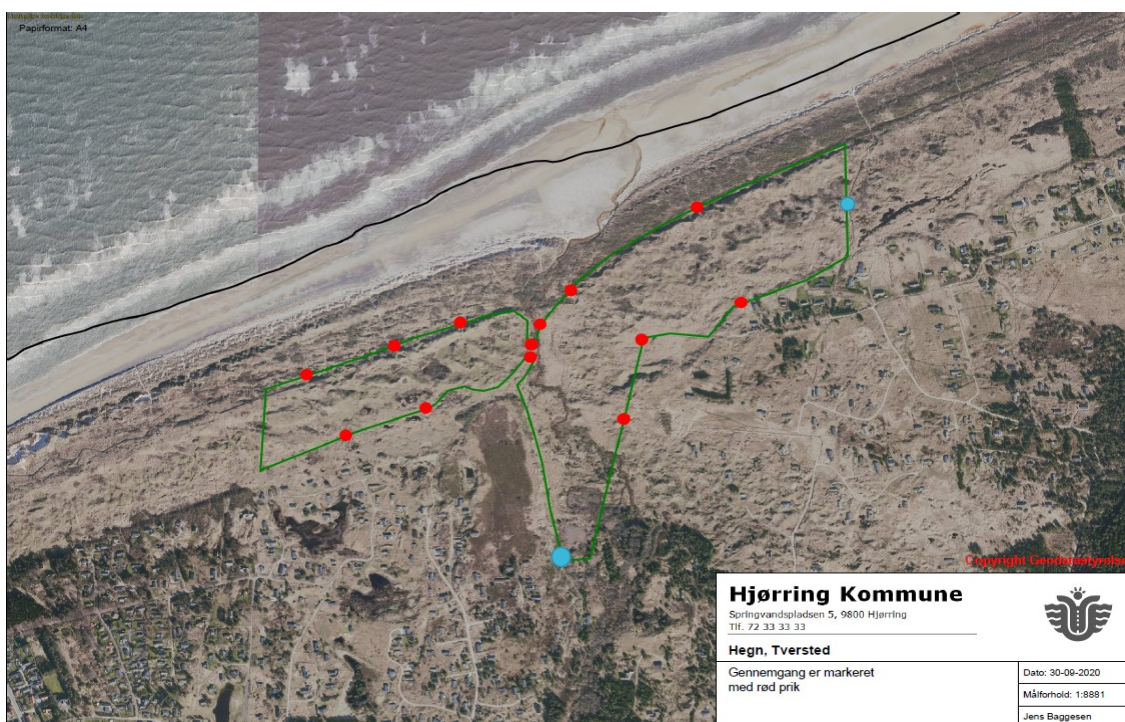 Papirformat: A4
Copyright Geodatastyrelse
Hjørring Kommune
Springvandspladsen 5, 9800 Hjørring
Tlf. 72 33 33 33
Hegn, Tversted
Gennemgang er markeret
med rød prik
Dato: 30-09-2020
Målforhold: 1:8881
Jens Baggesen